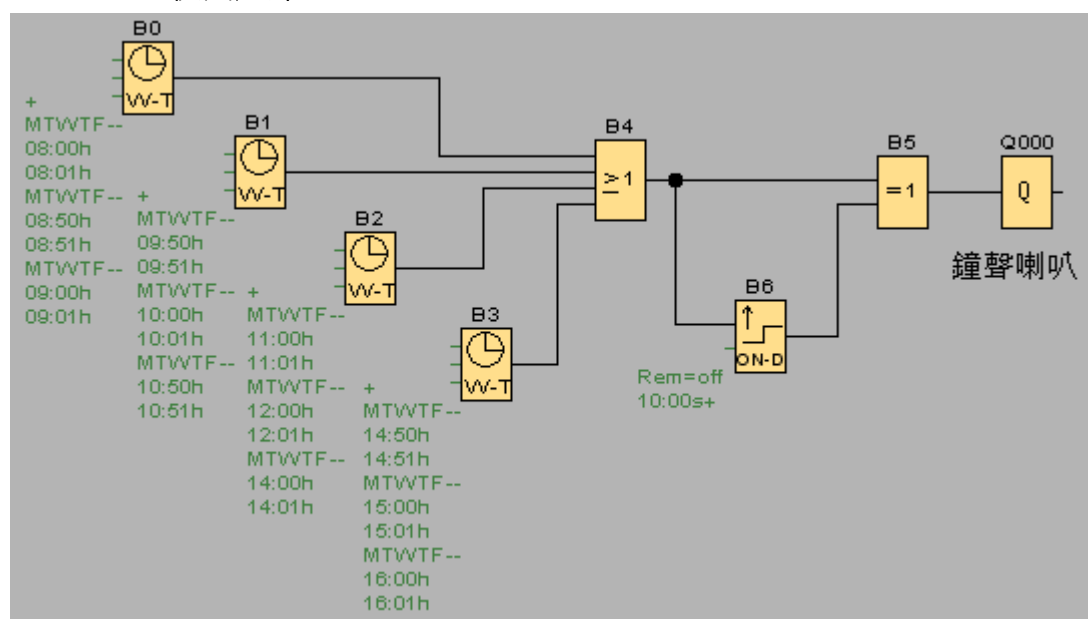 B0
W-T
+
MTWTF--
08:00h
08:01h
MTWTF--
08:50h
08:51h
MTWTF--
09:00h
09:01h
B1
W-T
+
MTWTF--
09:50h
09:51h
MTWTF--
10:00h
10:01h
MTWTF--
10:50h
10:51h
B2
W-T
+
MTWTF--
11:00h
11:01h
MTWTF--
12:00h
12:01h
MTWTF--
14:00h
14:01h
B3
W-T
+
MTWTF--
14:50h
14:51h
MTWTF--
15:00h
15:01h
MTWTF--
16:00h
16:01h
B4
≥1
B6
ON-D
Rem=off
10:00s+
B5
=1
Q000
Q
鐘聲喇叭